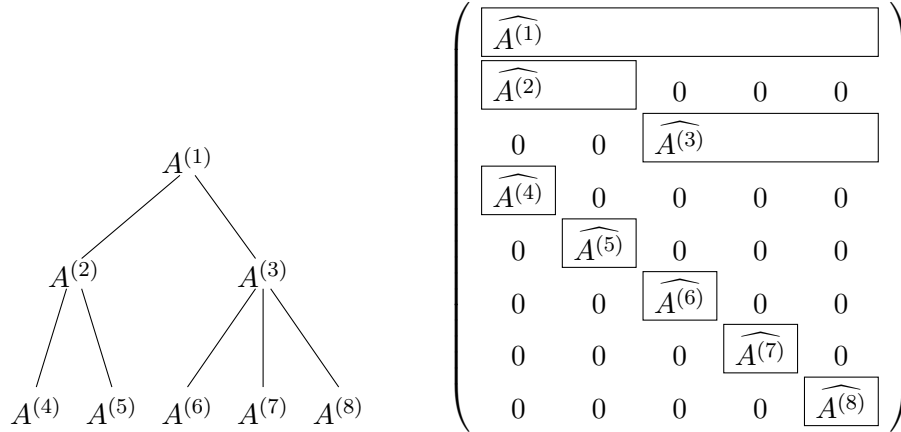 A^{(1)}
A^{(2)} A^{(3)}
A^{(4)} A^{(5)} A^{(6)} A^{(7)} A^{(8)}
\widehat{A^{(1)}}
\widehat{A^{(2)}} 0 0 0
0 0 \widehat{A^{(3)}}
\widehat{A^{(4)}} 0 0 0 0
0 \widehat{A^{(5)}} 0 0 0
0 0 \widehat{A^{(6)}} 0 0
0 0 0 \widehat{A^{(7)}} 0
0 0 0 0 \widehat{A^{(8)}}